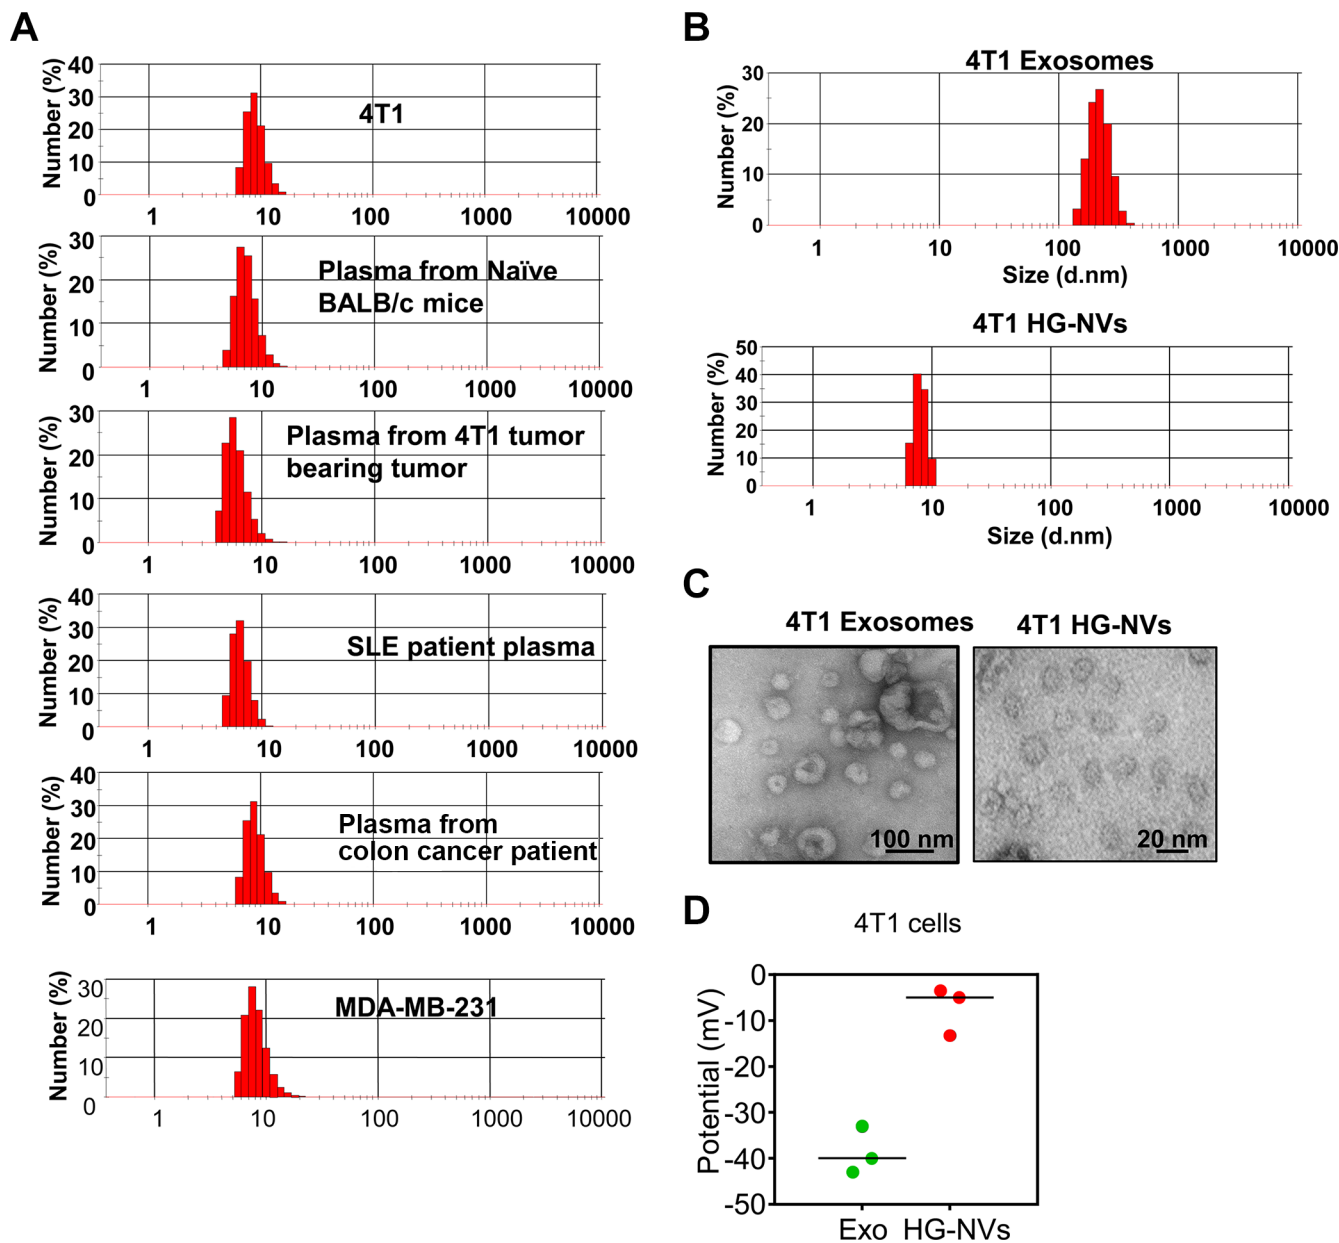 A
Number (%)
40
30
20
10
0
4T1
1 10 100 1000 10000
Number (%)
30
20
10
0
Plasma from Naïve
BALB/c mice
1 10 100 1000 10000
Number (%)
30
20
10
0
Plasma from 4T1 tumor
bearing tumor
1 10 100 1000 10000
Number (%)
40
30
20
10
0
SLE patient plasma
1 10 100 1000 10000
Number (%)
40
30
20
10
0
Plasma from
colon cancer patient
1 10 100 1000 10000
Number (%)
30
20
10
0
MDA-MB-231
1 10 100 1000 10000
B
4T1 Exosomes
Number (%)
30
20
10
0
1 10 100 1000 10000
Size (d.nm)
4T1 HG-NVs
Number (%)
50
40
30
20
10
0
1 10 100 1000 10000
Size (d.nm)
C
4T1 Exosomes 4T1 HG-NVs
100 nm 20 nm
D
4T1 cells
Potential (mV)
0
-10
-20
-30
-40
-50
Exo HG-NVs